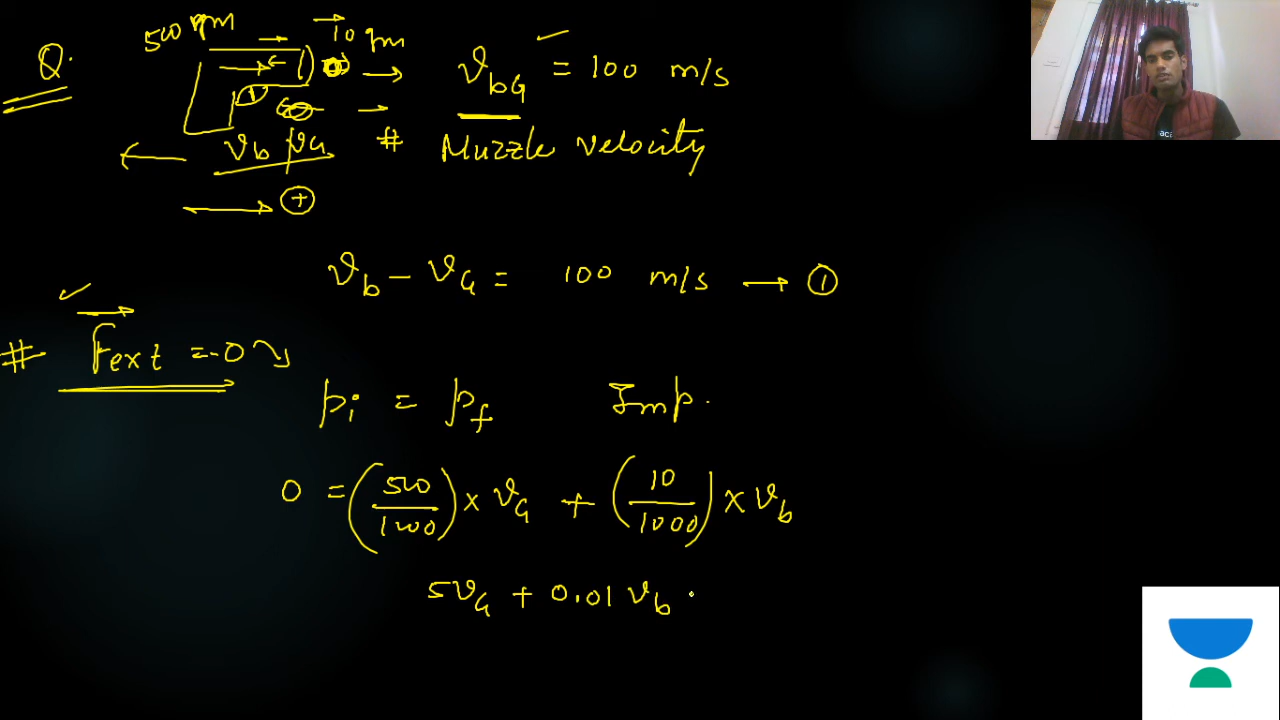 Q.
500 gm
10 gm
v_bG = 100 m/s
v_b/v_G # Muzzle velocity
(+)
v_b - v_G = 100 m/s → (1)
# F_ext = 0
p_i = p_f Imp.
0 = (500/1000) × v_G + (10/1000) × v_b
5v_G + 0.01 v_b .